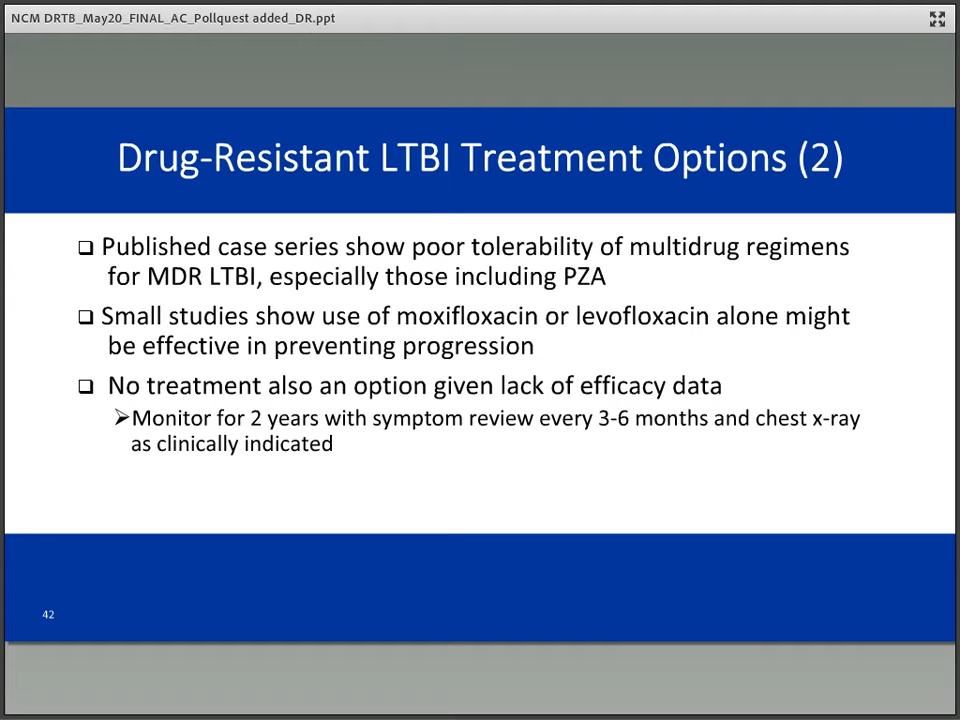 NCM DRTB_May20_FINAL_AC_Pollquest added_DR.ppt
Drug-Resistant LTBI Treatment Options (2)
❑ Published case series show poor tolerability of multidrug regimens
for MDR LTBI, especially those including PZA
❑ Small studies show use of moxifloxacin or levofloxacin alone might
be effective in preventing progression
❑ No treatment also an option given lack of efficacy data
➢Monitor for 2 years with symptom review every 3-6 months and chest x-ray
as clinically indicated
42